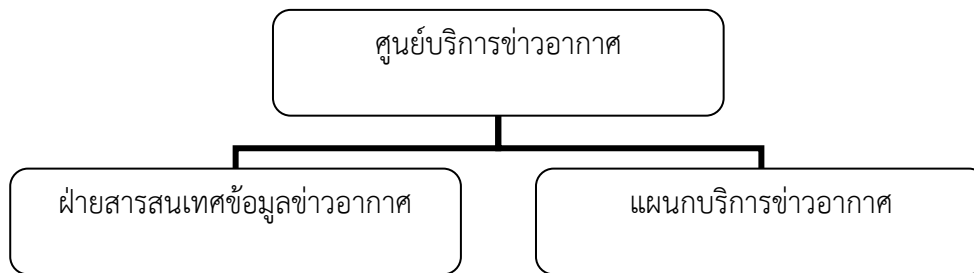 ศูนย์บริการข่าวอากาศ
ฝ่ายสารสนเทศข้อมูลข่าวอากาศ
แผนกบริการข่าวอากาศ